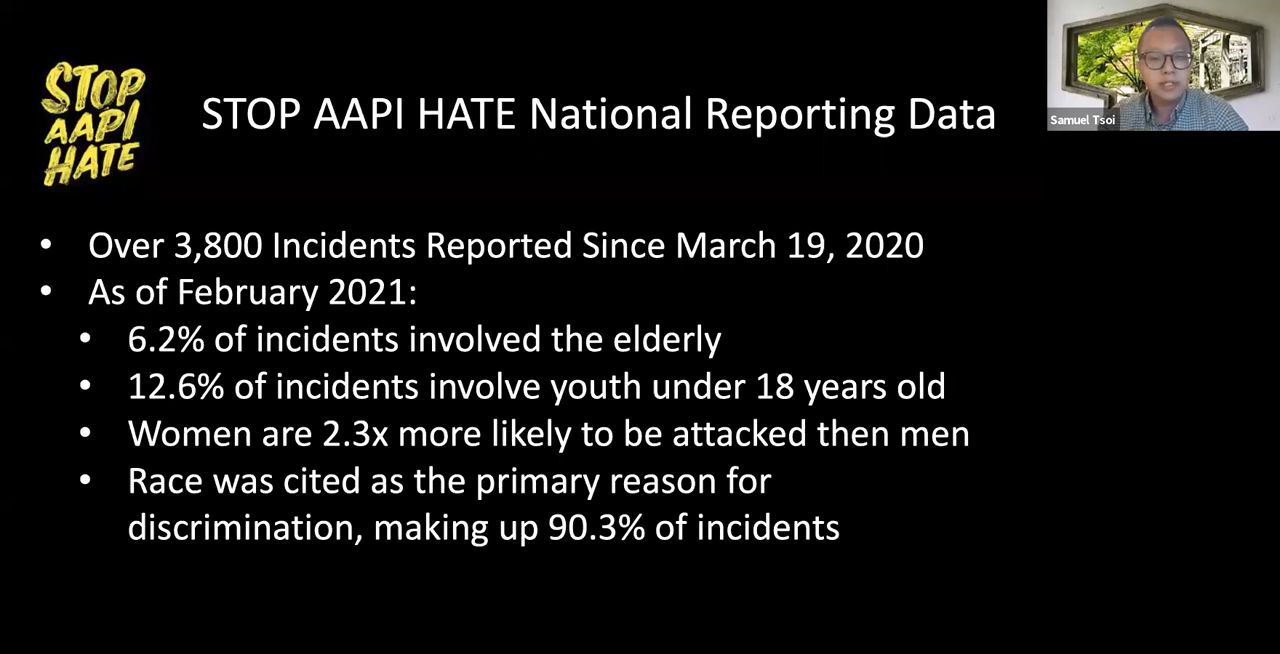 STOP
AAPI
HATE
STOP AAPI HATE National Reporting Data
Samuel Tsoi
• Over 3,800 Incidents Reported Since March 19, 2020
• As of February 2021:
• 6.2% of incidents involved the elderly
• 12.6% of incidents involve youth under 18 years old
• Women are 2.3x more likely to be attacked then men
• Race was cited as the primary reason for
discrimination, making up 90.3% of incidents